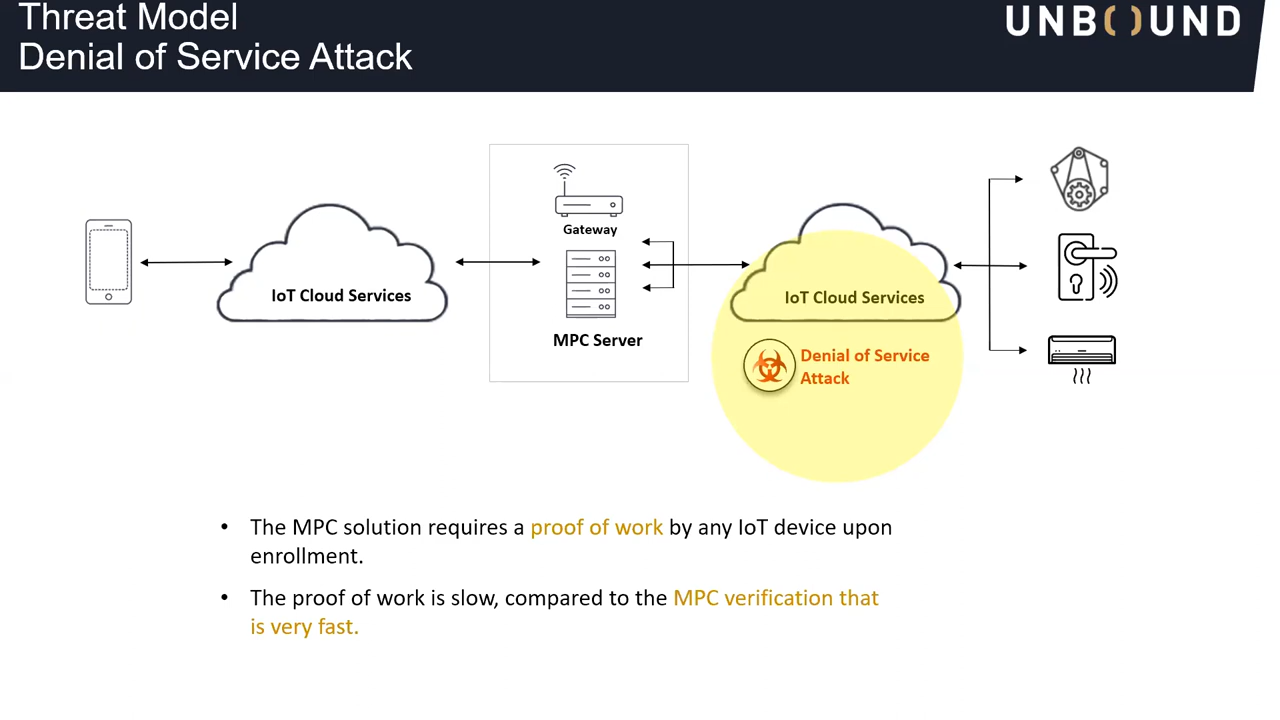 Threat Model
Denial of Service Attack
UNBOUND
Gateway
IoT Cloud Services
MPC Server
IoT Cloud Services
Denial of Service
Attack
• The MPC solution requires a proof of work by any IoT device upon
enrollment.
• The proof of work is slow, compared to the MPC verification that
is very fast.